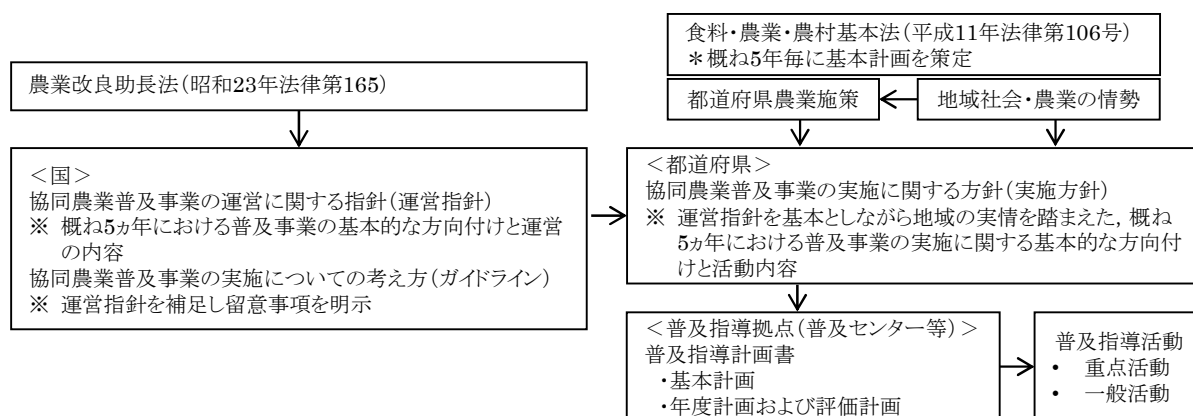 食料・農業・農村基本法(平成11年法律第106号)
＊概ね5年毎に基本計画を策定
農業改良助長法(昭和23年法律第165)
都道府県農業施策
地域社会・農業の情勢
＜国＞
協同農業普及事業の運営に関する指針(運営指針)
※ 概ね5ヵ年における普及事業の基本的な方向付けと運営
の内容
協同農業普及事業の実施についての考え方(ガイドライン)
※ 運営指針を補足し留意事項を明示
＜都道府県＞
協同農業普及事業の実施に関する方針(実施方針)
※ 運営指針を基本としながら地域の実情を踏まえた, 概ね
5ヵ年における普及事業の実施に関する基本的な方向付
けと活動内容
＜普及指導拠点(普及センター等)＞
普及指導計画書
・基本計画
・年度計画および評価計画
普及指導活動
• 重点活動
• 一般活動